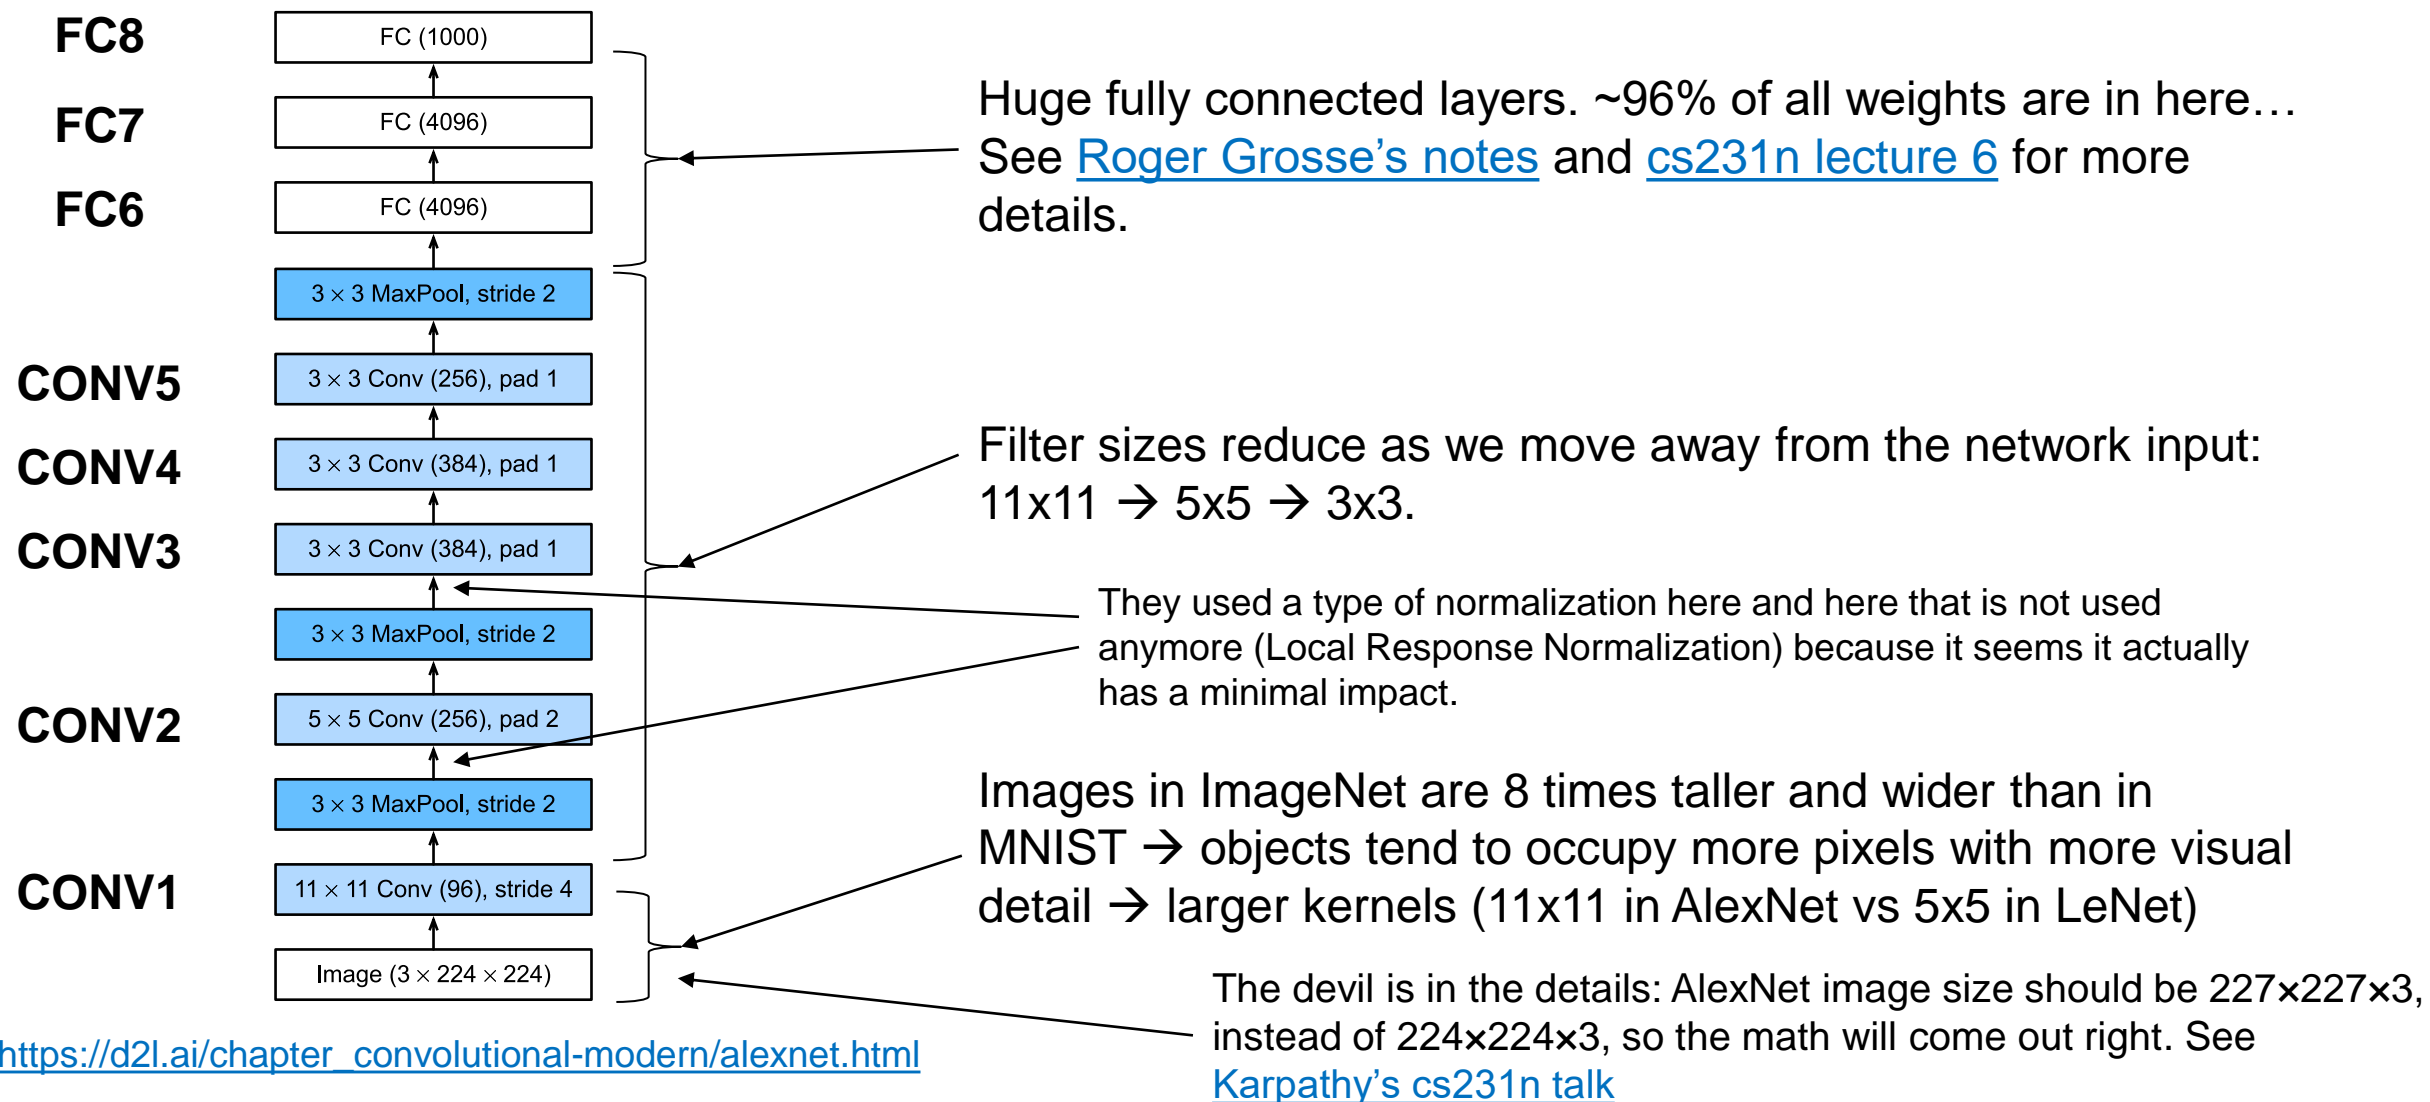 FC8
FC (1000)
FC7
FC (4096)
FC6
FC (4096)
3 × 3 MaxPool, stride 2
CONV5
3 × 3 Conv (256), pad 1
CONV4
3 × 3 Conv (384), pad 1
CONV3
3 × 3 Conv (384), pad 1
3 × 3 MaxPool, stride 2
CONV2
5 × 5 Conv (256), pad 2
3 × 3 MaxPool, stride 2
CONV1
11 × 11 Conv (96), stride 4
Image (3 × 224 × 224)
https://d2l.ai/chapter_convolutional-modern/alexnet.html
Huge fully connected layers. ~96% of all weights are in here…
See Roger Grosse’s notes and cs231n lecture 6 for more
details.
Filter sizes reduce as we move away from the network input:
11x11 → 5x5 → 3x3.
They used a type of normalization here and here that is not used
anymore (Local Response Normalization) because it seems it actually
has a minimal impact.
Images in ImageNet are 8 times taller and wider than in
MNIST → objects tend to occupy more pixels with more visual
detail → larger kernels (11x11 in AlexNet vs 5x5 in LeNet)
The devil is in the details: AlexNet image size should be 227×227×3,
instead of 224×224×3, so the math will come out right. See
Karpathy’s cs231n talk